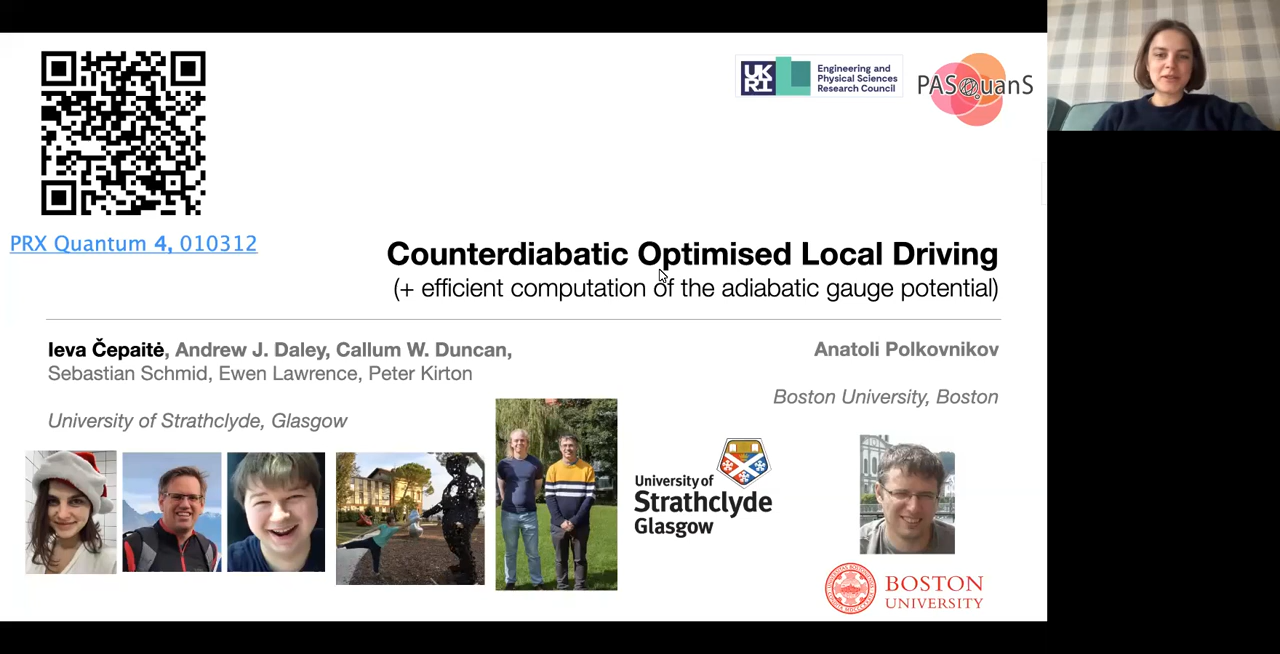 UKRI
Engineering and
Physical Sciences
Research Council
PASQuanS
PRX Quantum 4, 010312
Counterdiabatic Optimised Local Driving
(+ efficient computation of the adiabatic gauge potential)
Ieva Čepaitė, Andrew J. Daley, Callum W. Duncan,
Sebastian Schmid, Ewen Lawrence, Peter Kirton
University of Strathclyde, Glasgow
Anatoli Polkovnikov
Boston University, Boston
University of
Strathclyde
Glasgow
BOSTON
UNIVERSITY